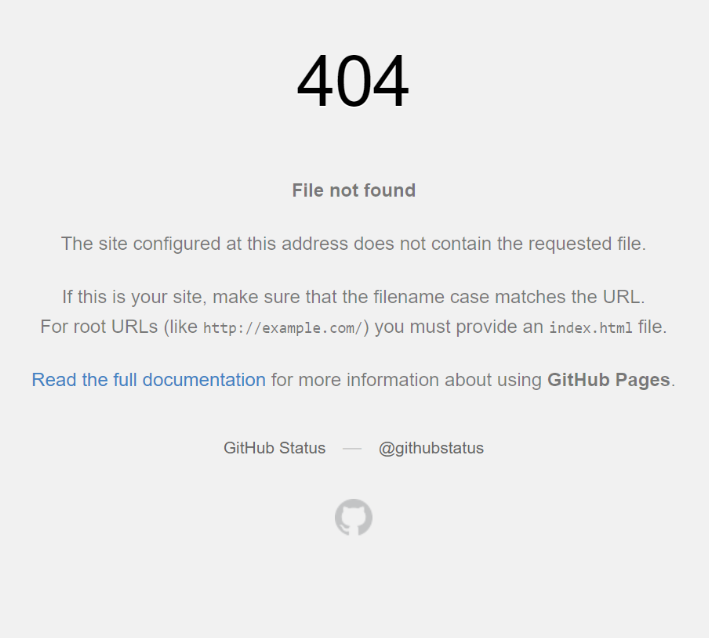 404
File not found
The site configured at this address does not contain the requested file.
If this is your site, make sure that the filename case matches the URL.
For root URLs (like http://example.com/) you must provide an index.html file.
Read the full documentation for more information about using GitHub Pages.
GitHub Status — @githubstatus